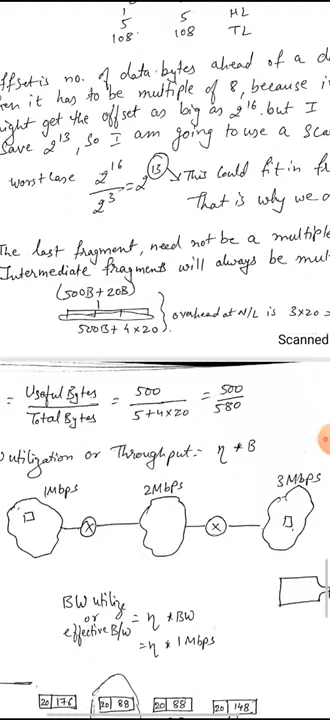 1
5 5 HL
108. 108 TL
Offset is no. of data bytes ahead of a d
en it has to be multiple of 8, because i
ight get the offset as big as 2^16. but I
save 2^13, so I am going to use a sca
worst case 2^16/2^3 = 2^13 → This could fit in f
That is why we
The last fragment, need not be a multiple
Intermediate fragments will always be mul
(500B + 20B)
500B + 4×20 } overhead at N/L is 3×20 =
Scanned
= Useful Bytes/Total Bytes = 500/5+4×20 = 500/580
utilization or Throughput = η * B
1Mbps 2Mbps 3Mbps
BW utilize
or = η * BW
effective B/W
= η * 1Mbps
20 176 20 88 20 88 20 148